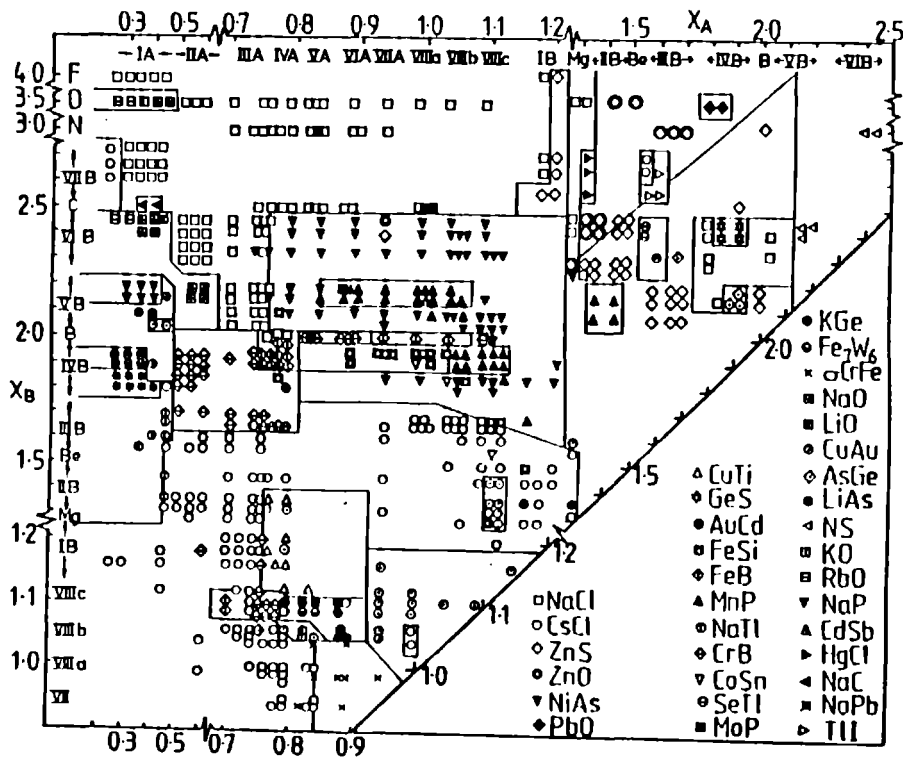 0·3 0·5 0·7 0·8 0·9 1·0 1·1 1·2 1·5 X_A 2·0 2·5
IA IIA IIIA IVA VA VIA VIIA VIIIa VIIIb VIIIc IB Mg IIB Be IIIB IVB B VB VIB
4·0 F
3·5 O
3·0 N
VIIB
2·5 C
VIB
VB
2·0 B
IVB
X_B
IIIB
Be
1·5
IIB
Mg
1·2
IB
1·1 VIIIc
VIIIb
1·0 VIIIa
VII
2·0
1·5
1·2
1·1
1·0
KGe
Fe7W6
σCrFe
NaO
LiO
CuAu
CuTi AsGe
GeS LiAs
AuCd NS
FeSi KO
FeB RbO
NaCl MnP NaP
CsCl NaTl CdSb
ZnS CrB HgCl
ZnO CoSn NaC
NiAs SeTl NaPb
PbO MoP TlI
0·3 0·5 0·7 0·8 0·9